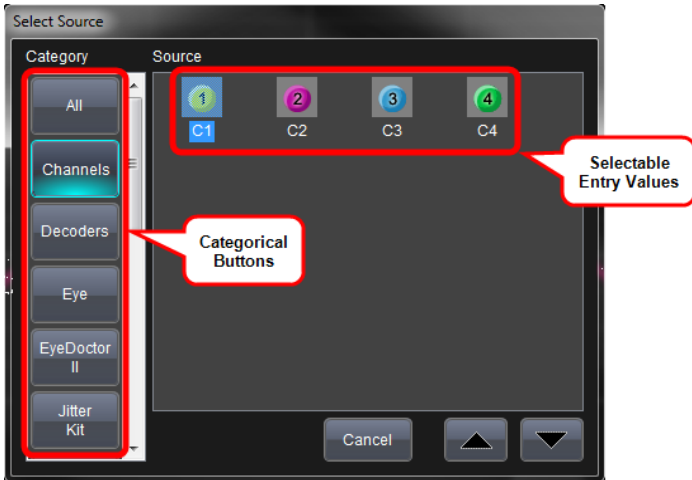 Select Source
Category
Source
All
Channels
Decoders
Eye
EyeDoctor
II
Jitter
Kit
1
2
3
4
C1
C2
C3
C4
Selectable
Entry Values
Categorical
Buttons
Cancel